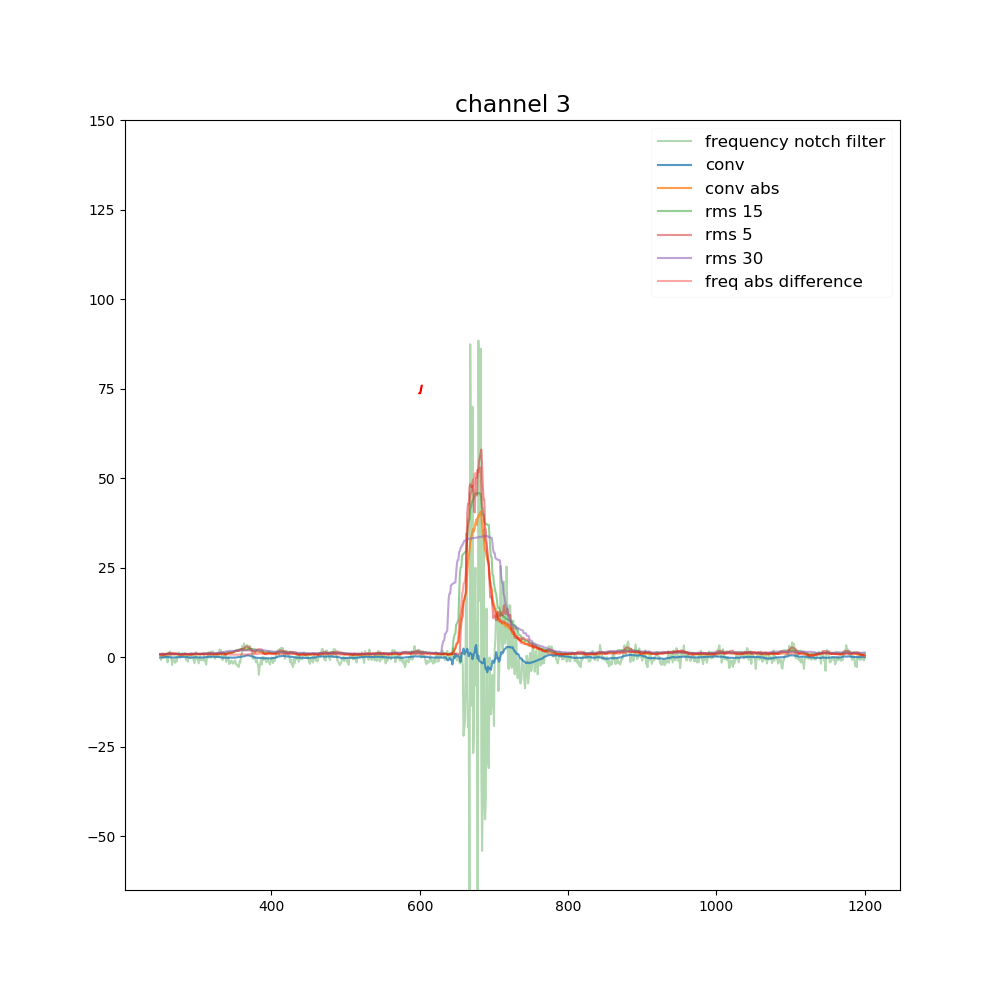 channel 3
150
125
100
75
50
25
0
−25
−50
400 600 800 1000 1200
frequency notch filter
conv
conv abs
rms 15
rms 5
rms 30
freq abs difference